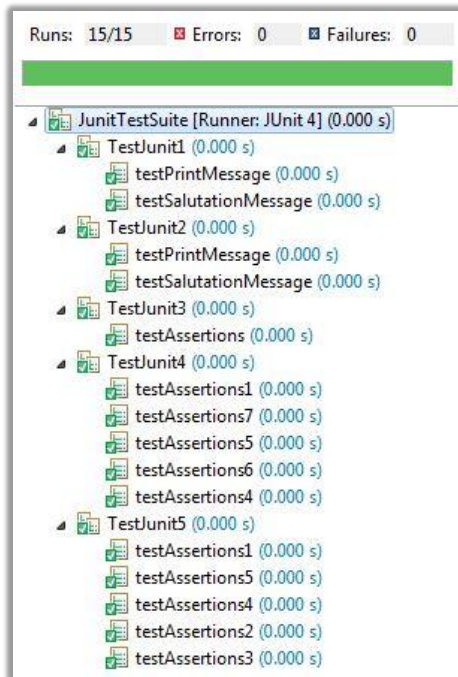 Runs: 15/15 Errors: 0 Failures: 0
JunitTestSuite [Runner: JUnit 4] (0.000 s)
TestJunit1 (0.000 s)
testPrintMessage (0.000 s)
testSalutationMessage (0.000 s)
TestJunit2 (0.000 s)
testPrintMessage (0.000 s)
testSalutationMessage (0.000 s)
TestJunit3 (0.000 s)
testAssertions (0.000 s)
TestJunit4 (0.000 s)
testAssertions1 (0.000 s)
testAssertions7 (0.000 s)
testAssertions5 (0.000 s)
testAssertions6 (0.000 s)
testAssertions4 (0.000 s)
TestJunit5 (0.000 s)
testAssertions1 (0.000 s)
testAssertions5 (0.000 s)
testAssertions4 (0.000 s)
testAssertions2 (0.000 s)
testAssertions3 (0.000 s)